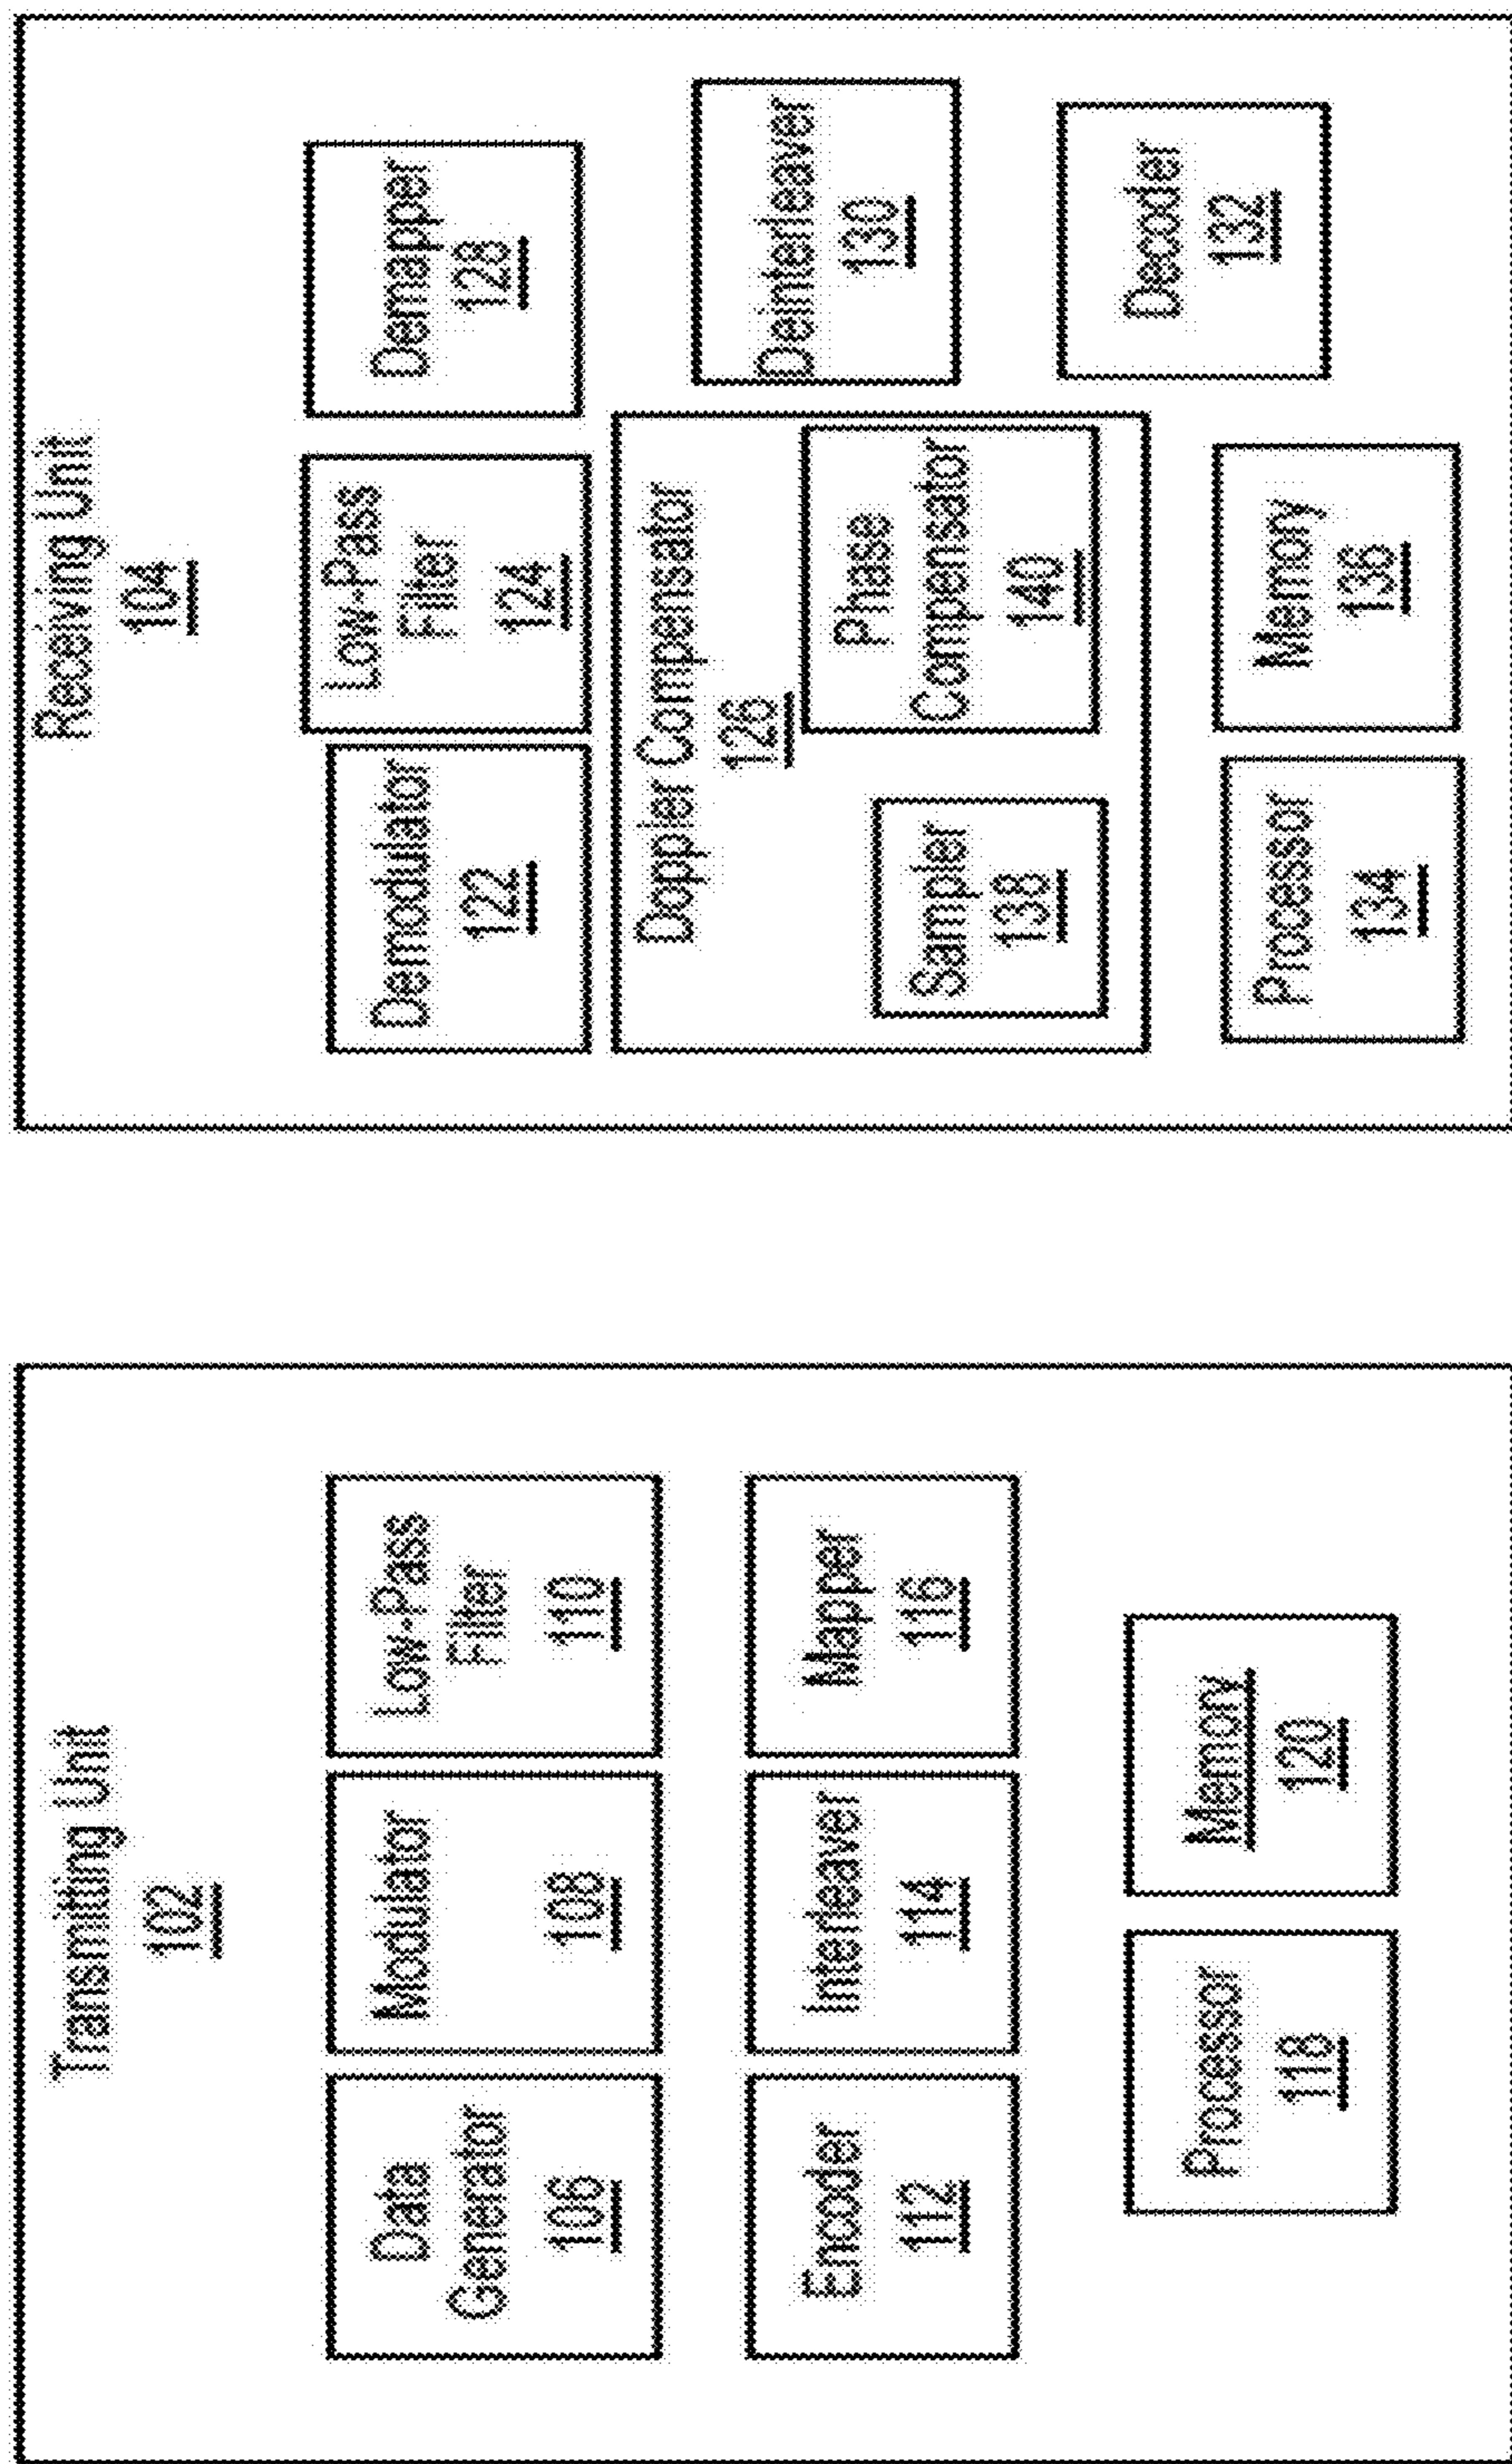 Transmitting Unit
102
Data
Generator
106
Modulator
108
Low-Pass
Filter
110
Encoder
112
Interleaver
114
Mapper
116
Processor
118
Memory
120
Receiving Unit
104
Demodulator
122
Low-Pass
Filter
124
Demapper
128
Doppler Compensator
126
Sampler
138
Phase
Compensator
140
Deinterleaver
130
Decoder
132
Processor
134
Memory
136